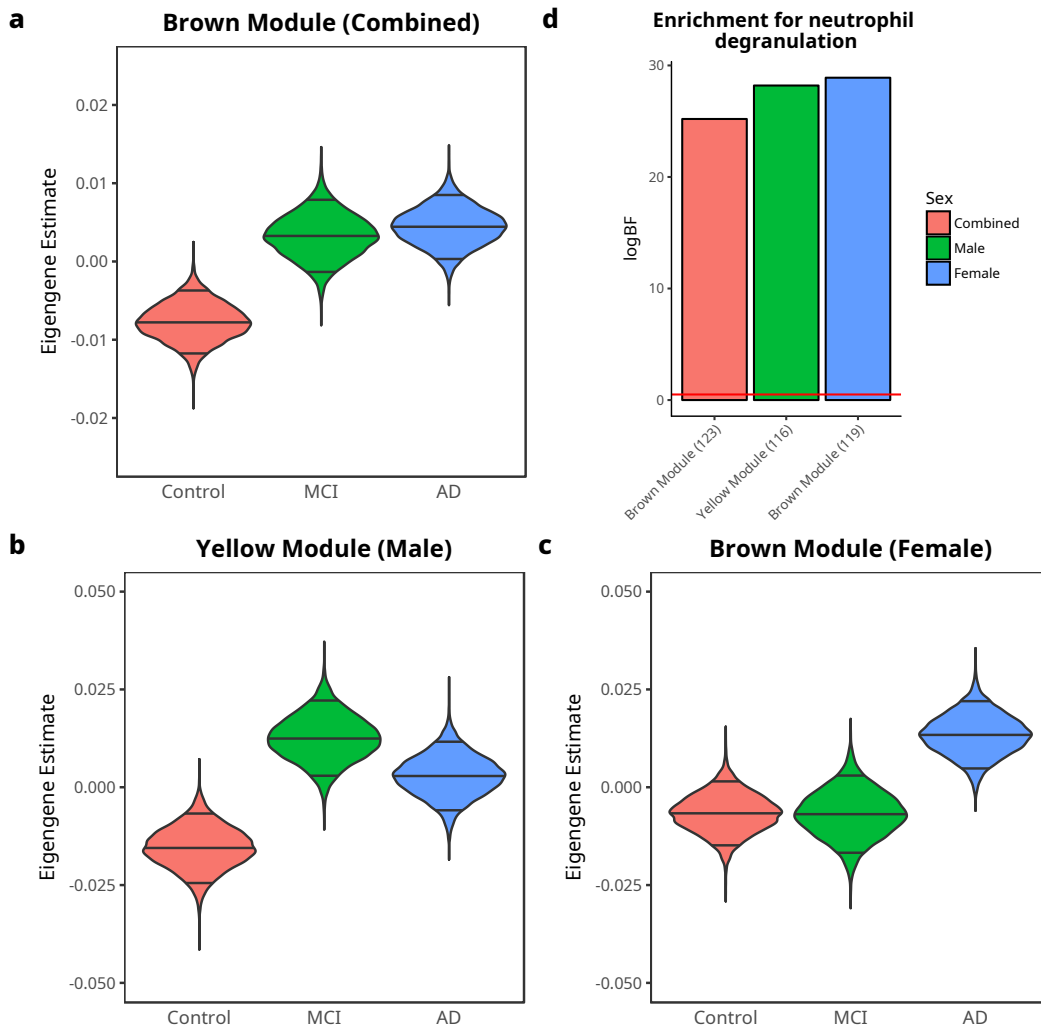 a
Brown Module (Combined)
Eigengene Estimate
0.02
0.01
0.00
-0.01
-0.02
Control
MCI
AD
d
Enrichment for neutrophil
degranulation
logBF
30
20
10
0
Brown Module (123)
Yellow Module (116)
Brown Module (119)
Sex
Combined
Male
Female
b
Yellow Module (Male)
Eigengene Estimate
0.050
0.025
0.000
-0.025
-0.050
Control
MCI
AD
c
Brown Module (Female)
Eigengene Estimate
0.050
0.025
0.000
-0.025
-0.050
Control
MCI
AD